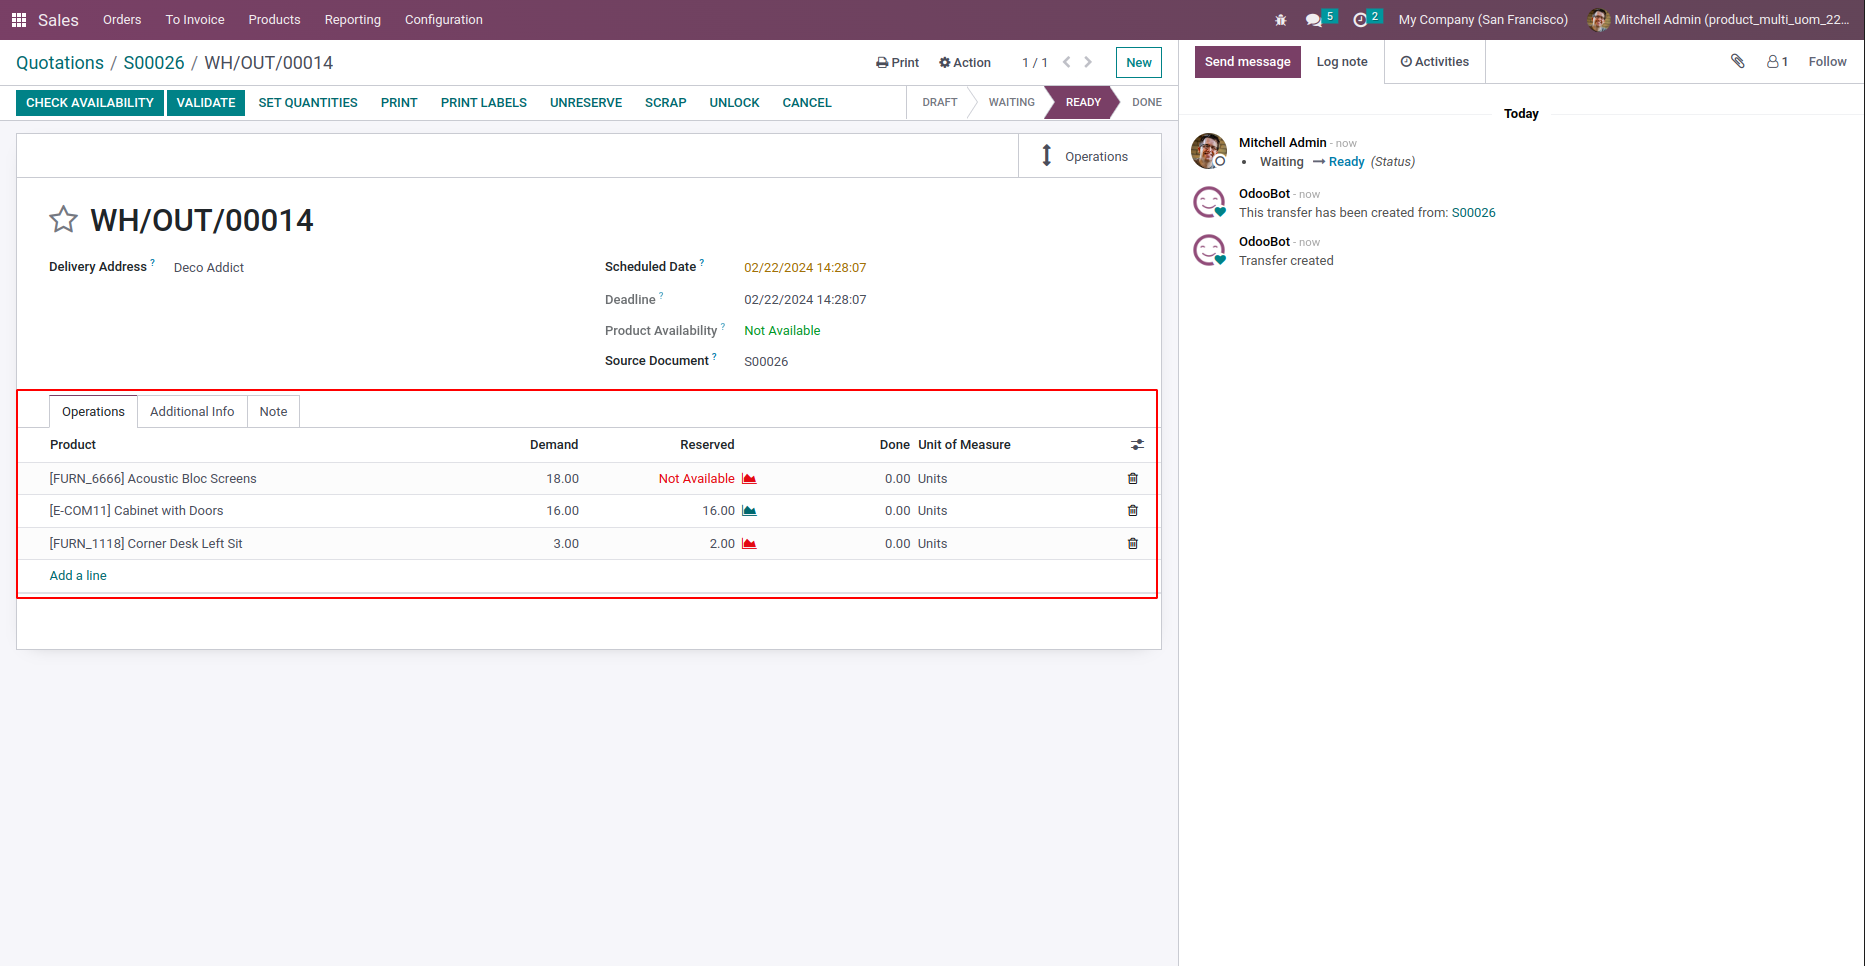 Sales Orders To Invoice Products Reporting Configuration 5 2 My Company (San Francisco) Mitchell Admin (product_multi_uom_22...
Quotations / S00026 / WH/OUT/00014 Print Action 1 / 1 New
CHECK AVAILABILITY VALIDATE SET QUANTITIES PRINT PRINT LABELS UNRESERVE SCRAP UNLOCK CANCEL DRAFT WAITING READY DONE
Operations
WH/OUT/00014
Delivery Address ? Deco Addict
Scheduled Date ? 02/22/2024 14:28:07
Deadline ? 02/22/2024 14:28:07
Product Availability ? Not Available
Source Document ? S00026
Operations Additional Info Note
Product Demand Reserved Done Unit of Measure
[FURN_6666] Acoustic Bloc Screens 18.00 Not Available 0.00 Units
[E-COM11] Cabinet with Doors 16.00 16.00 0.00 Units
[FURN_1118] Corner Desk Left Sit 3.00 2.00 0.00 Units
Add a line
Send message Log note Activities 1 Follow
Today
Mitchell Admin - now
• Waiting → Ready (Status)
OdooBot - now
This transfer has been created from: S00026
OdooBot - now
Transfer created